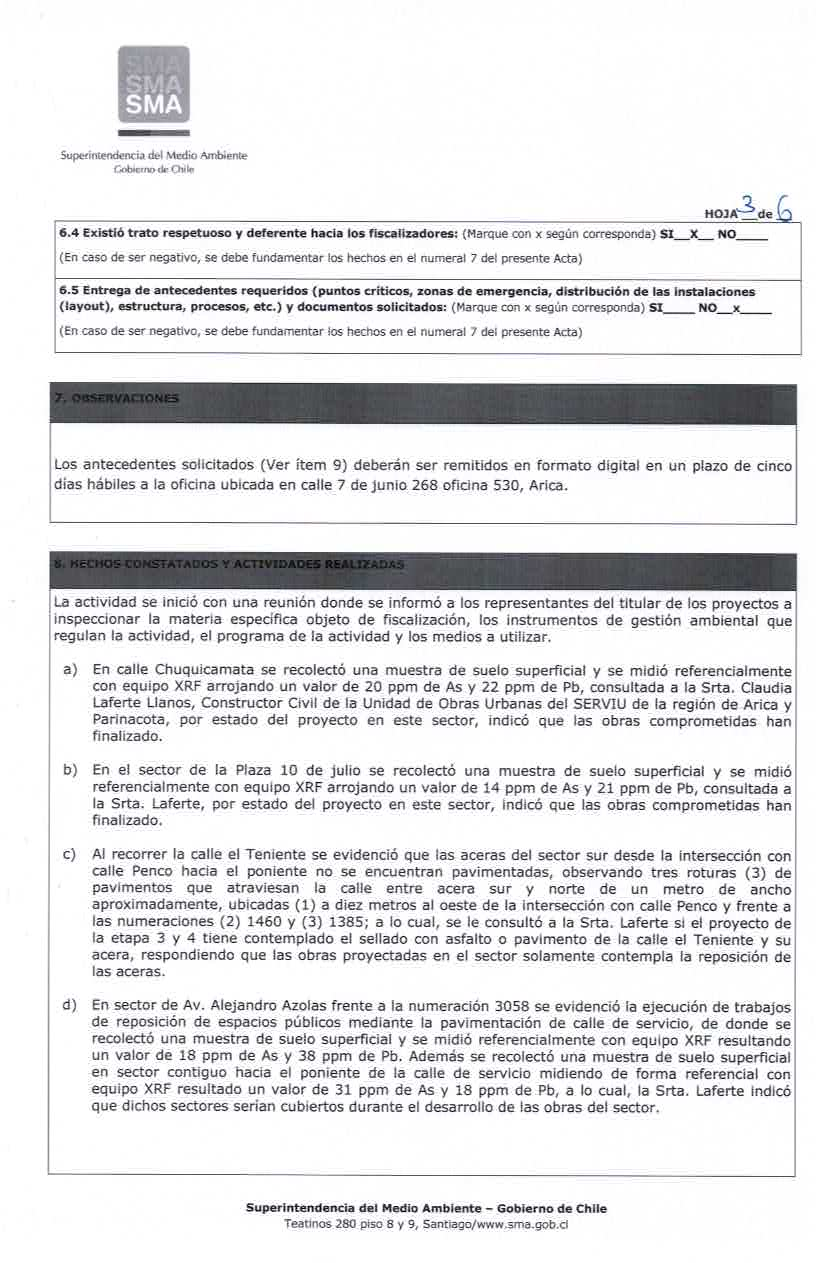 SMA
SMA
SMA
Superintendencia del Medio Ambiente
Gobierno de Chile
HOJA 3 de 6
6.4 Existió trato respetuoso y deferente hacia los fiscalizadores: (Marque con x según corresponda) SI__X__ NO____
(En caso de ser negativo, se debe fundamentar los hechos en el numeral 7 del presente Acta)
6.5 Entrega de antecedentes requeridos (puntos críticos, zonas de emergencia, distribución de las instalaciones
(layout), estructura, procesos, etc.) y documentos solicitados: (Marque con x según corresponda) SI____ NO__x____
(En caso de ser negativo, se debe fundamentar los hechos en el numeral 7 del presente Acta)
7. OBSERVACIONES
Los antecedentes solicitados (Ver ítem 9) deberán ser remitidos en formato digital en un plazo de cinco
días hábiles a la oficina ubicada en calle 7 de junio 268 oficina 530, Arica.
8. HECHOS CONSTATADOS Y ACTIVIDADES REALIZADAS
La actividad se inició con una reunión donde se informó a los representantes del titular de los proyectos a
inspeccionar la materia específica objeto de fiscalización, los instrumentos de gestión ambiental que
regulan la actividad, el programa de la actividad y los medios a utilizar.
a) En calle Chuquicamata se recolectó una muestra de suelo superficial y se midió referencialmente
con equipo XRF arrojando un valor de 20 ppm de As y 22 ppm de Pb, consultada a la Srta. Claudia
Laferte Llanos, Constructor Civil de la Unidad de Obras Urbanas del SERVIU de la región de Arica y
Parinacota, por estado del proyecto en este sector, indicó que las obras comprometidas han
finalizado.
b) En el sector de la Plaza 10 de julio se recolectó una muestra de suelo superficial y se midió
referencialmente con equipo XRF arrojando un valor de 14 ppm de As y 21 ppm de Pb, consultada a
la Srta. Laferte, por estado del proyecto en este sector, indicó que las obras comprometidas han
finalizado.
c) Al recorrer la calle el Teniente se evidenció que las aceras del sector sur desde la intersección con
calle Penco hacia el poniente no se encuentran pavimentadas, observando tres roturas (3) de
pavimentos que atraviesan la calle entre acera sur y norte de un metro de ancho
aproximadamente, ubicadas (1) a diez metros al oeste de la intersección con calle Penco y frente a
las numeraciones (2) 1460 y (3) 1385; a lo cual, se le consultó a la Srta. Laferte si el proyecto de
la etapa 3 y 4 tiene contemplado el sellado con asfalto o pavimento de la calle el Teniente y su
acera, respondiendo que las obras proyectadas en el sector solamente contempla la reposición de
las aceras.
d) En sector de Av. Alejandro Azolas frente a la numeración 3058 se evidenció la ejecución de trabajos
de reposición de espacios públicos mediante la pavimentación de calle de servicio, de donde se
recolectó una muestra de suelo superficial y se midió referencialmente con equipo XRF resultando
un valor de 18 ppm de As y 38 ppm de Pb. Además se recolectó una muestra de suelo superficial
en sector contiguo hacia el poniente de la calle de servicio midiendo de forma referencial con
equipo XRF resultado un valor de 31 ppm de As y 18 ppm de Pb, a lo cual, la Srta. Laferte indicó
que dichos sectores serían cubiertos durante el desarrollo de las obras del sector.
Superintendencia del Medio Ambiente – Gobierno de Chile
Teatinos 280 piso 8 y 9, Santiago/www.sma.gob.cl